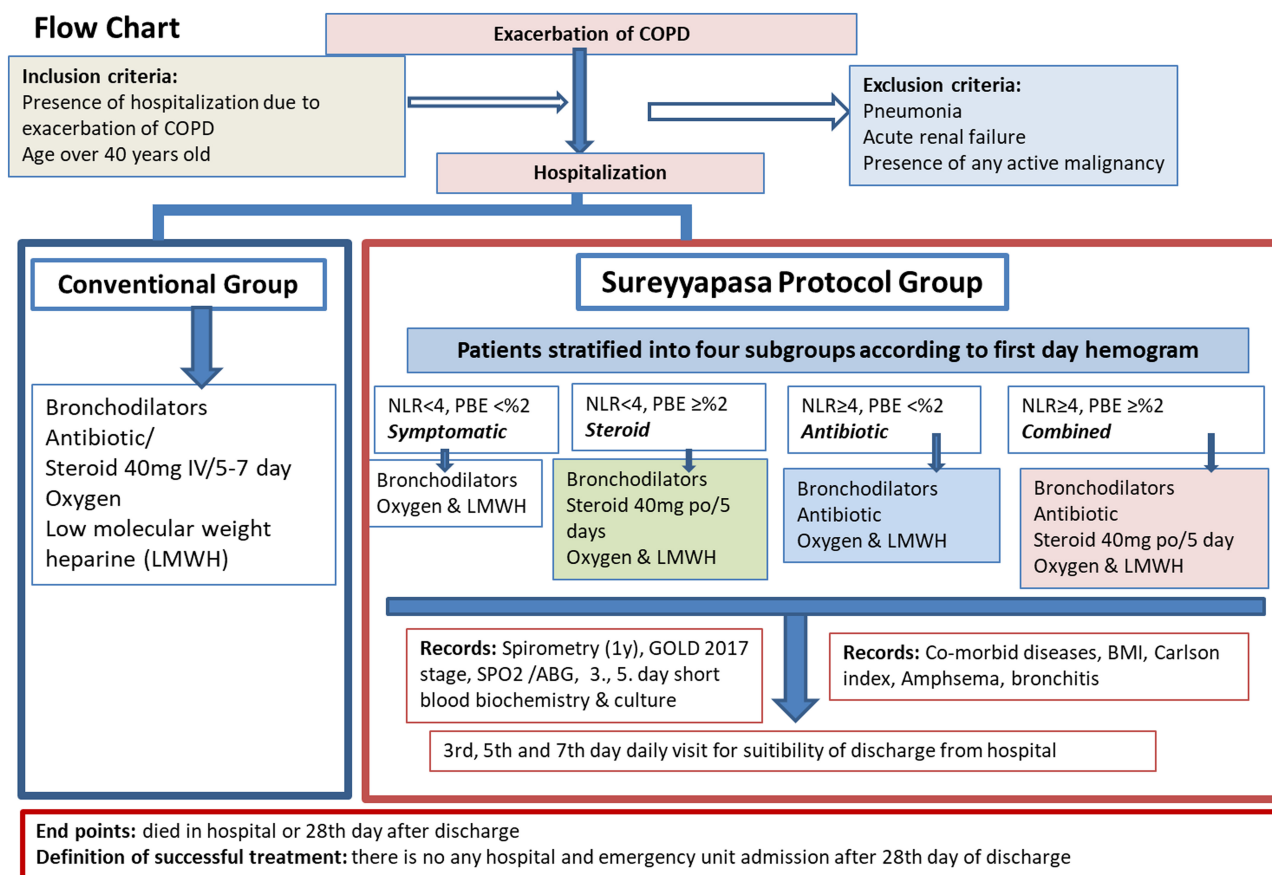 Flow Chart
Exacerbation of COPD
Inclusion criteria:
Presence of hospitalization due to
exacerbation of COPD
Age over 40 years old
Exclusion criteria:
Pneumonia
Acute renal failure
Presence of any active malignancy
Hospitalization
Conventional Group
Bronchodilators
Antibiotic/
Steroid 40mg IV/5-7 day
Oxygen
Low molecular weight
heparine (LMWH)
Sureyyapasa Protocol Group
Patients stratified into four subgroups according to first day hemogram
NLR<4, PBE <%2
Symptomatic
Bronchodilators
Oxygen & LMWH
NLR<4, PBE ≥%2
Steroid
Bronchodilators
Steroid 40mg po/5
days
Oxygen & LMWH
NLR≥4, PBE <%2
Antibiotic
Bronchodilators
Antibiotic
Oxygen & LMWH
NLR≥4, PBE ≥%2
Combined
Bronchodilators
Antibiotic
Steroid 40mg po/5 day
Oxygen & LMWH
Records: Spirometry (1y), GOLD 2017
stage, SPO2 /ABG, 3., 5. day short
blood biochemistry & culture
Records: Co-morbid diseases, BMI, Carlson
index, Amphsema, bronchitis
3rd, 5th and 7th day daily visit for suitibility of discharge from hospital
End points: died in hospital or 28th day after discharge
Definition of successful treatment: there is no any hospital and emergency unit admission after 28th day of discharge